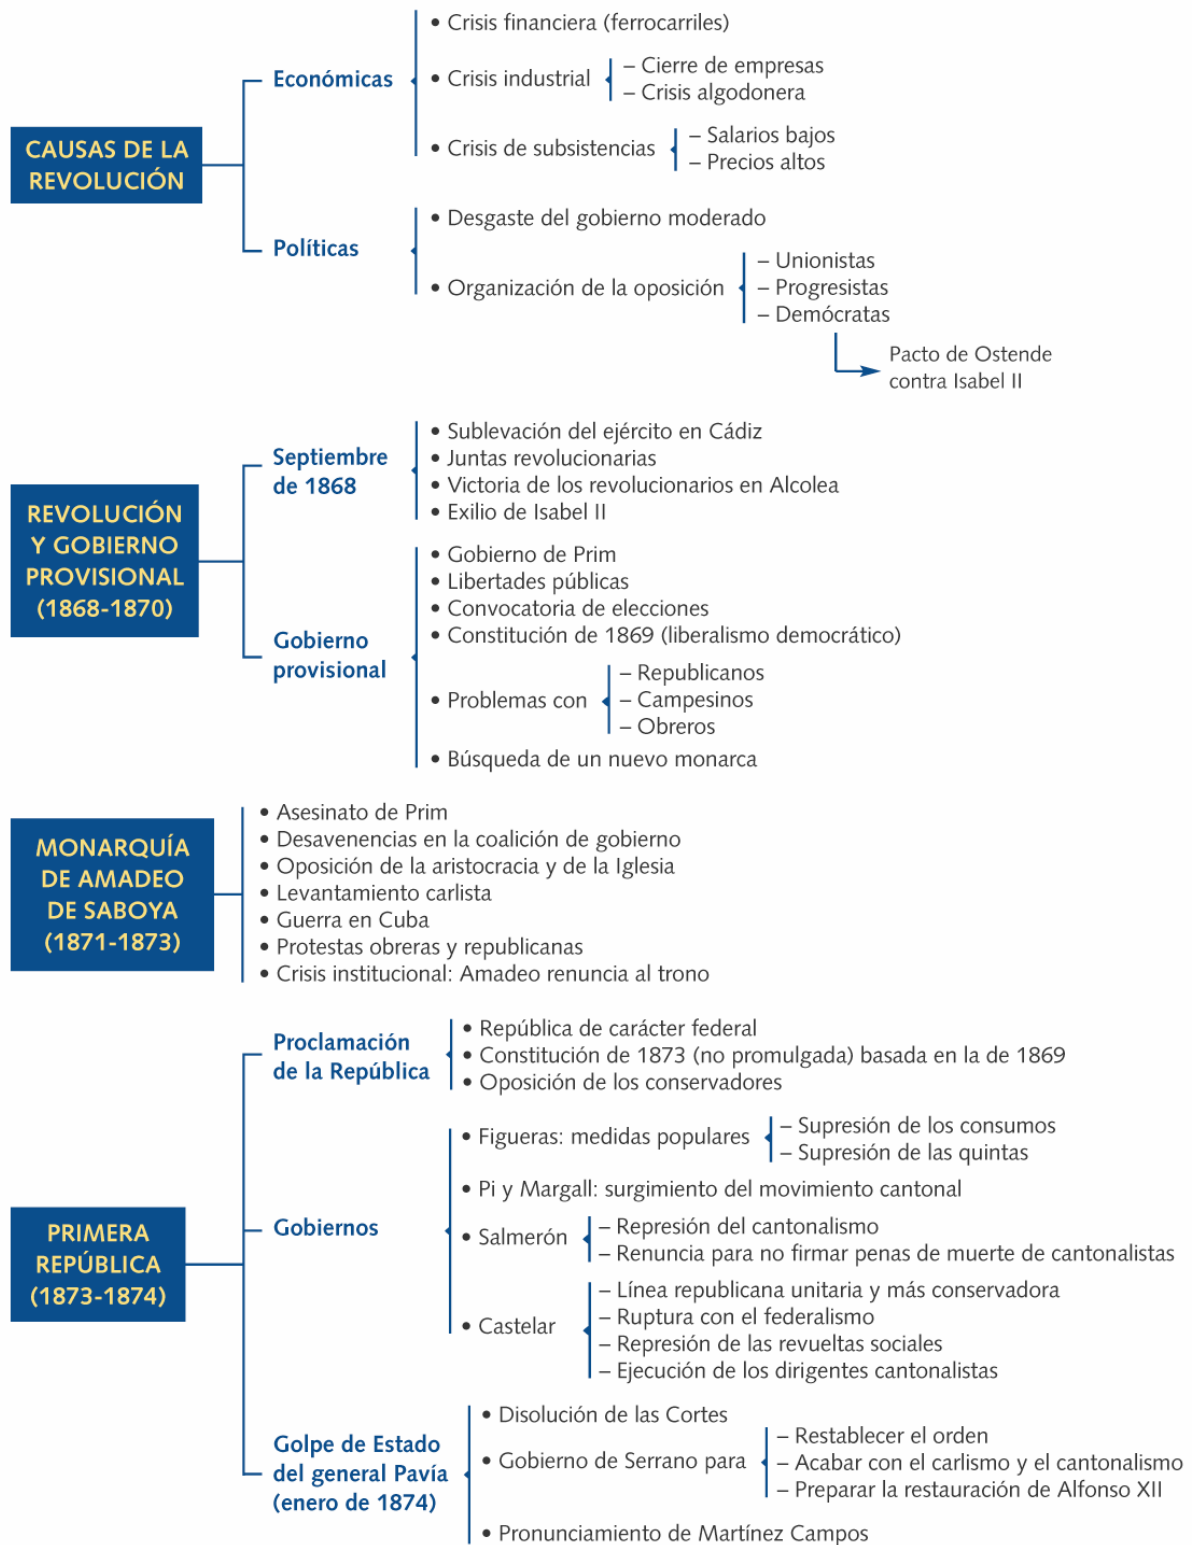 CAUSAS DE LA
REVOLUCIÓN
Económicas
• Crisis financiera (ferrocarriles)
• Crisis industrial
– Cierre de empresas
– Crisis algodonera
• Crisis de subsistencias
– Salarios bajos
– Precios altos
Políticas
• Desgaste del gobierno moderado
• Organización de la oposición
– Unionistas
– Progresistas
– Demócratas
Pacto de Ostende
contra Isabel II
REVOLUCIÓN
Y GOBIERNO
PROVISIONAL
(1868-1870)
Septiembre
de 1868
• Sublevación del ejército en Cádiz
• Juntas revolucionarias
• Victoria de los revolucionarios en Alcolea
• Exilio de Isabel II
Gobierno
provisional
• Gobierno de Prim
• Libertades públicas
• Convocatoria de elecciones
• Constitución de 1869 (liberalismo democrático)
• Problemas con
– Republicanos
– Campesinos
– Obreros
• Búsqueda de un nuevo monarca
MONARQUÍA
DE AMADEO
DE SABOYA
(1871-1873)
• Asesinato de Prim
• Desavenencias en la coalición de gobierno
• Oposición de la aristocracia y de la Iglesia
• Levantamiento carlista
• Guerra en Cuba
• Protestas obreras y republicanas
• Crisis institucional: Amadeo renuncia al trono
PRIMERA
REPÚBLICA
(1873-1874)
Proclamación
de la República
• República de carácter federal
• Constitución de 1873 (no promulgada) basada en la de 1869
• Oposición de los conservadores
Gobiernos
• Figueras: medidas populares
– Supresión de los consumos
– Supresión de las quintas
• Pi y Margall: surgimiento del movimiento cantonal
• Salmerón
– Represión del cantonalismo
– Renuncia para no firmar penas de muerte de cantonalistas
• Castelar
– Línea republicana unitaria y más conservadora
– Ruptura con el federalismo
– Represión de las revueltas sociales
– Ejecución de los dirigentes cantonalistas
Golpe de Estado
del general Pavía
(enero de 1874)
• Disolución de las Cortes
• Gobierno de Serrano para
– Restablecer el orden
– Acabar con el carlismo y el cantonalismo
– Preparar la restauración de Alfonso XII
• Pronunciamiento de Martínez Campos